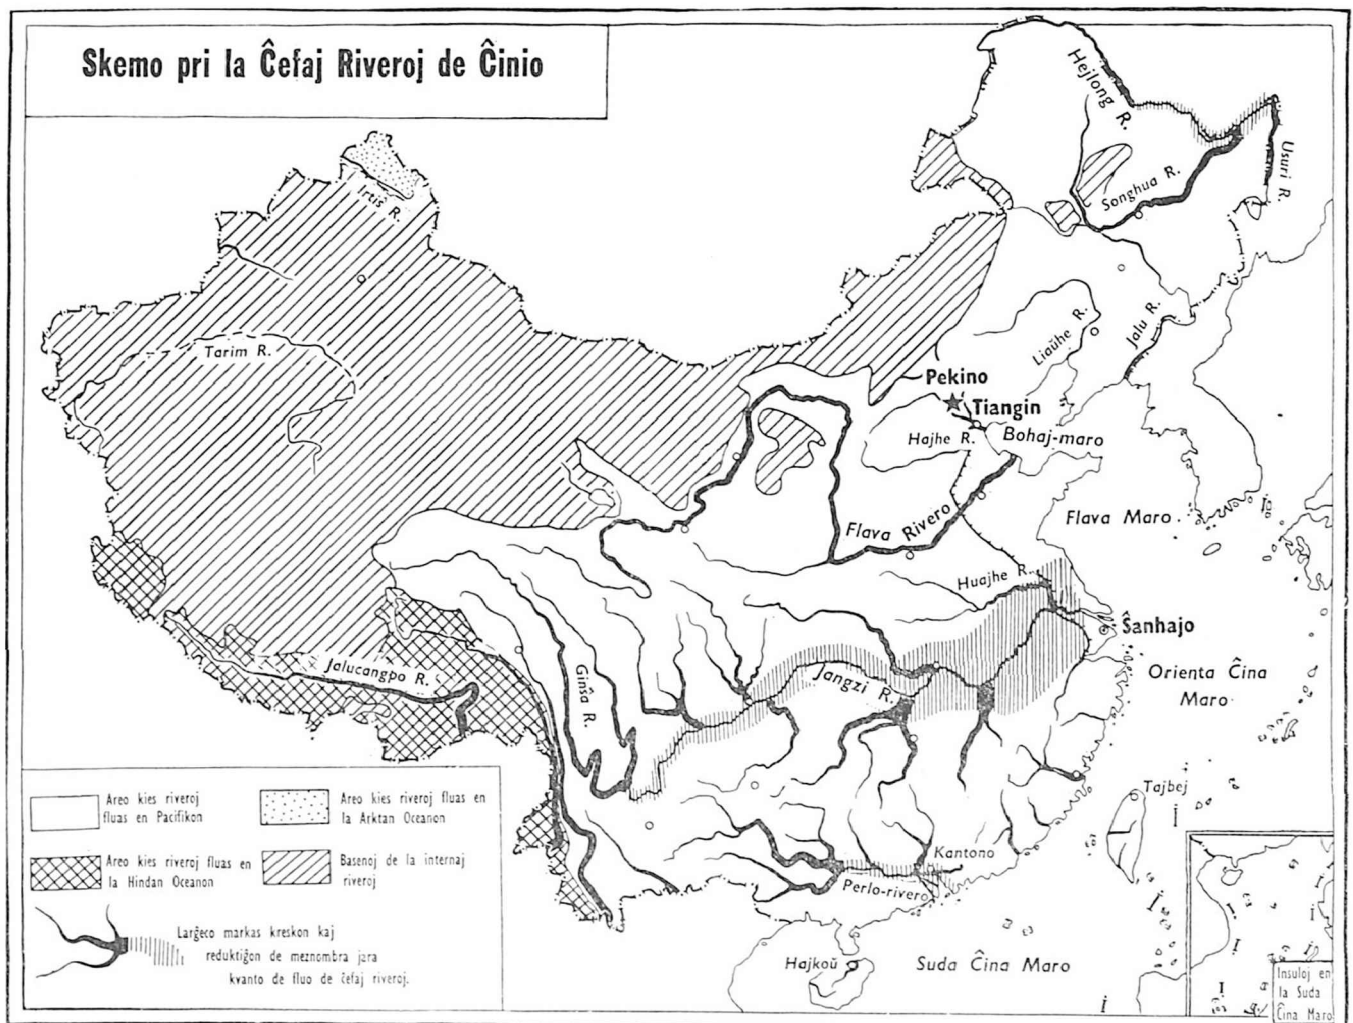 Skemo pri la Ĉefaj Riveroj de Ĉinio
Hejlong R.
Usuri R.
Songhua R.
Irtiŝ R.
Tarim R.
Liaŭhe R.
Jalu R.
Pekino
Tiangin
Hajhe R.
Bohaj-maro
Flava Rivero
Flava Maro
Huajhe R.
Ŝanhajo
Jalucangpo R.
Ginŝa R.
Jangzi R.
Orienta Ĉina
Maro
Tajbej
Kantono
Perlo-rivero
Hajkoŭ
Suda Ĉina Maro
Insuloj en
la Suda
Ĉina Maro
Areo kies riveroj
fluas en Pacifikon
Areo kies riveroj fluas en
la Arktan Oceanon
Areo kies riveroj fluas en
la Hindan Oceanon
Basenoj de la internaj
riveroj
Larĝeco markas kreskon kaj
reduktiĝon de meznombra jara
kvanto de fluo de ĉefaj riveroj.